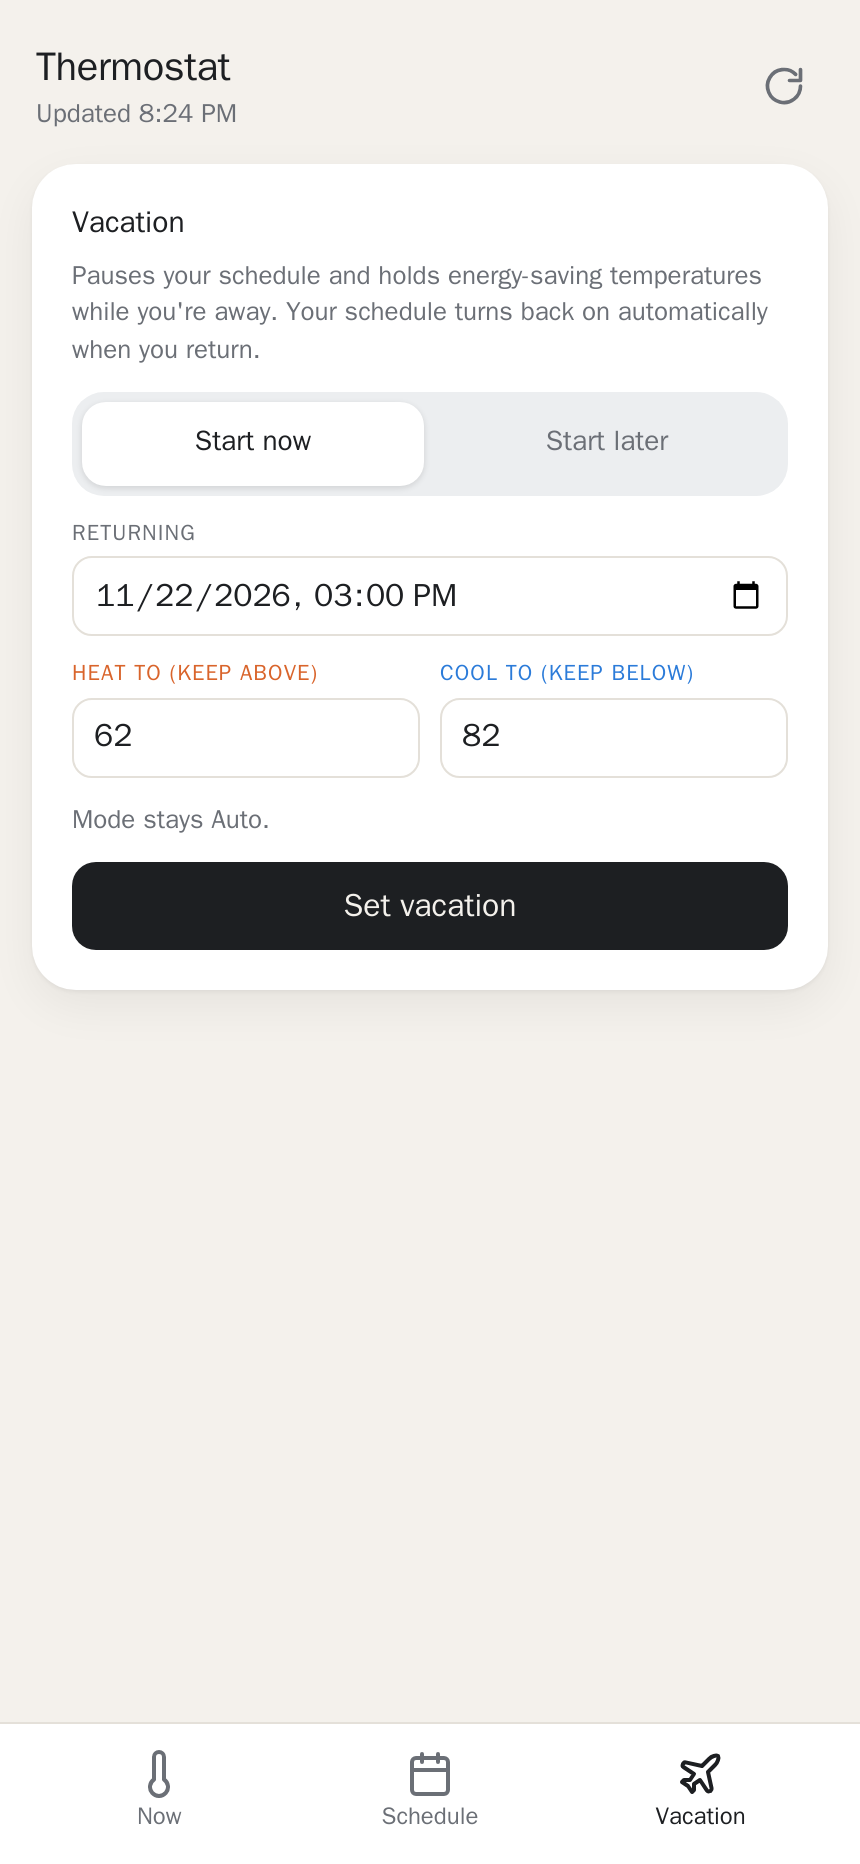 Thermostat
Updated 8:24 PM
Vacation
Pauses your schedule and holds energy-saving temperatures
while you're away. Your schedule turns back on automatically
when you return.
Start now
Start later
RETURNING
11/22/2026, 03:00 PM
HEAT TO (KEEP ABOVE)
COOL TO (KEEP BELOW)
62
82
Mode stays Auto.
Set vacation
Now
Schedule
Vacation